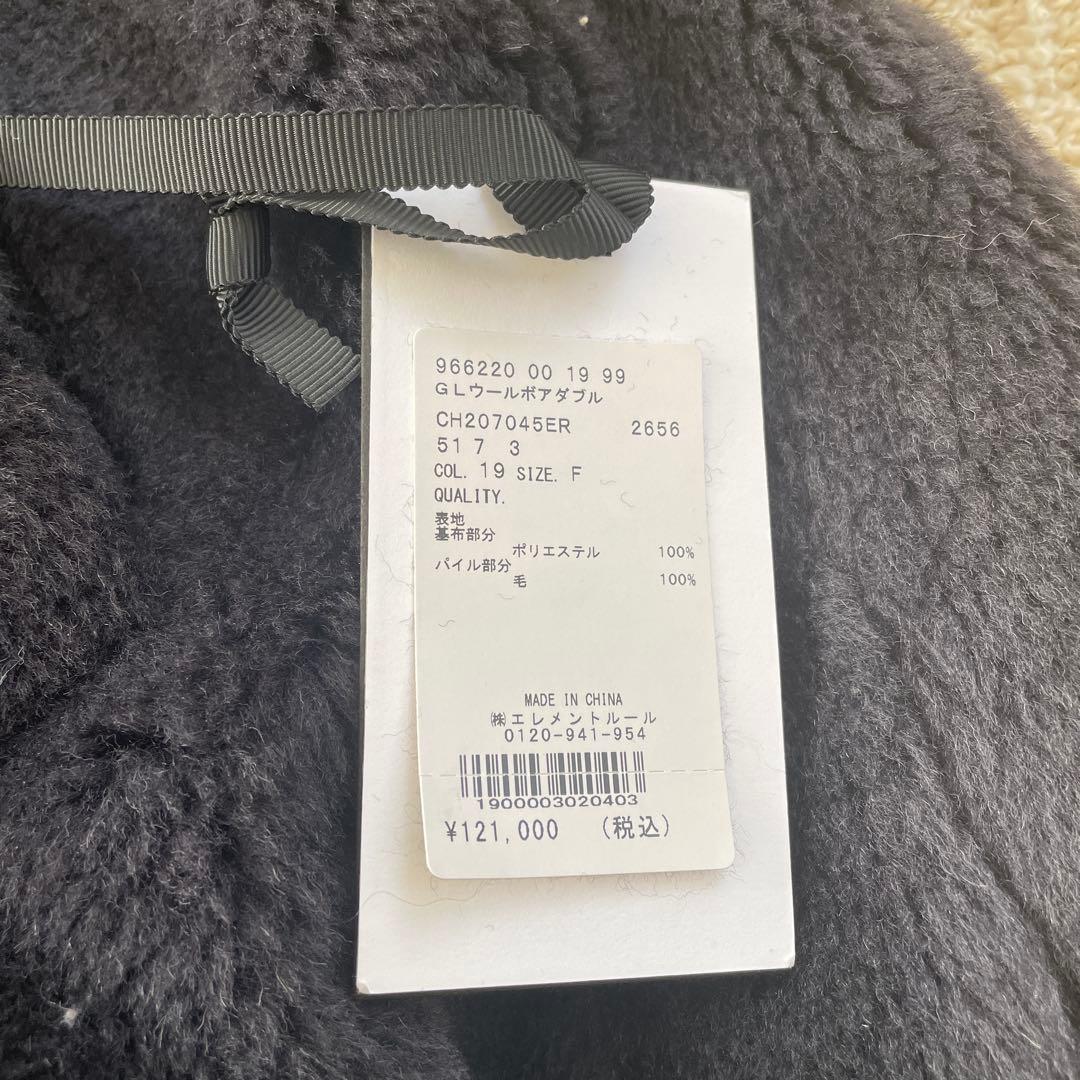 966220 00 19 99
GLウールボアダブル
CH207045ER 2656
51 7 3
COL. 19 SIZE. F
QUALITY.
表地
基布部分
ポリエステル 100%
パイル部分
毛 100%
MADE IN CHINA
㈱エレメントルール
0120-941-954
1900003020403
¥121,000 (税込)